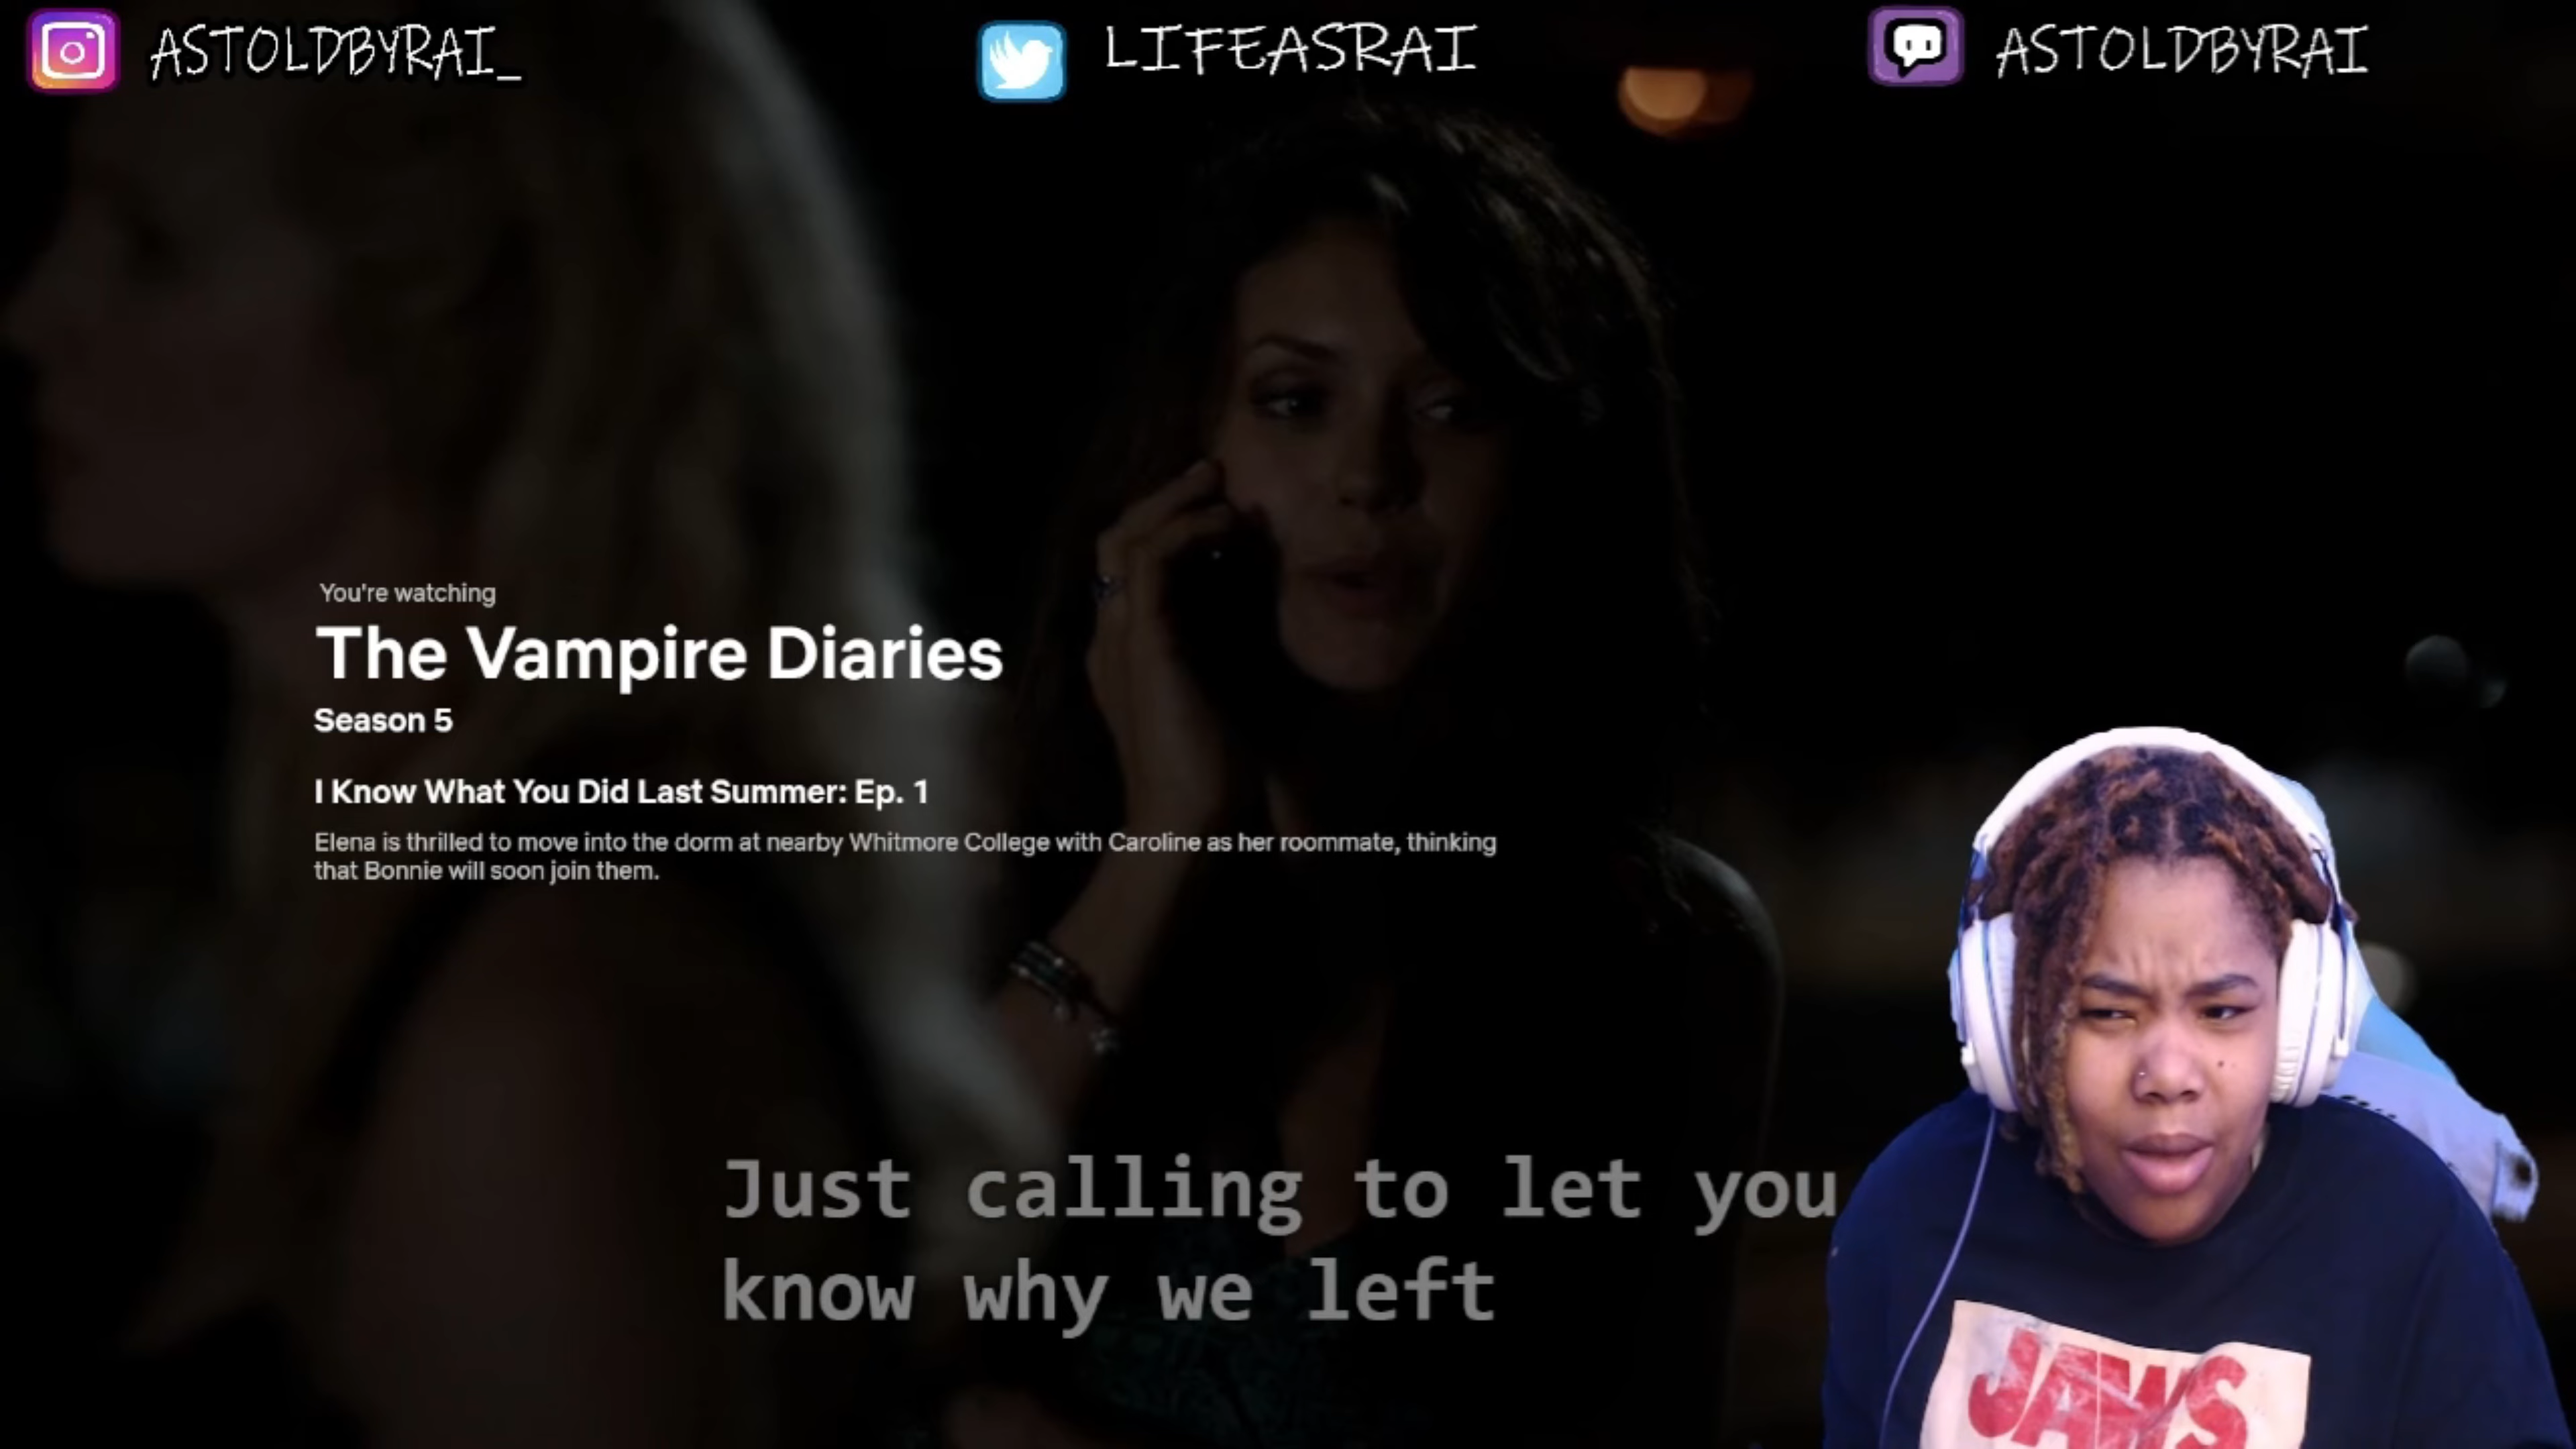 ASTOLDBYRAI_
LIFEASRAI
ASTOLDBYRAI
You're watching
The Vampire Diaries
Season 5
I Know What You Did Last Summer: Ep. 1
Elena is thrilled to move into the dorm at nearby Whitmore College with Caroline as her roommate, thinking
that Bonnie will soon join them.
Just calling to let you
know why we left
JAWS